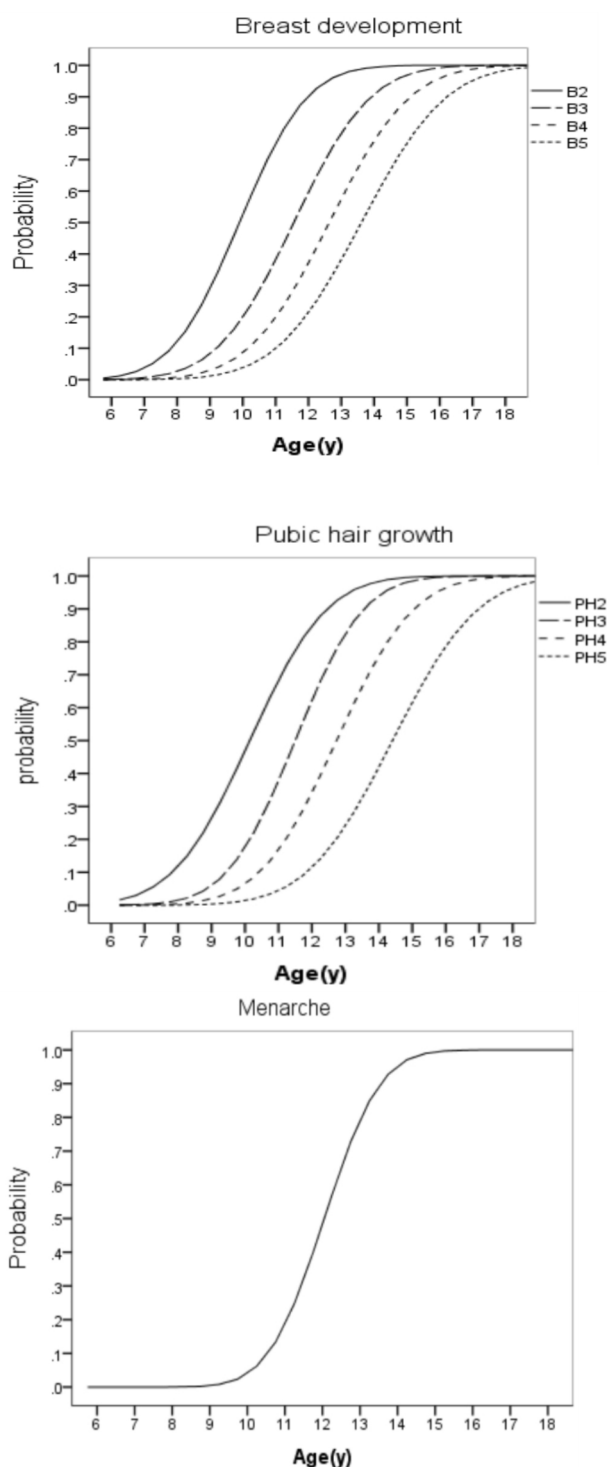 Breast development
1.0
.9
.8
.7
.6
.5
.4
.3
.2
.1
.0
Probability
B2
B3
B4
B5
6 7 8 9 10 11 12 13 14 15 16 17 18
Age(y)
Pubic hair growth
1.0
.9
.8
.7
.6
.5
.4
.3
.2
.1
.0
probability
PH2
PH3
PH4
PH5
6 7 8 9 10 11 12 13 14 15 16 17 18
Age(y)
Menarche
1.0
.9
.8
.7
.6
.5
.4
.3
.2
.1
.0
Probability
6 7 8 9 10 11 12 13 14 15 16 17 18
Age(y)